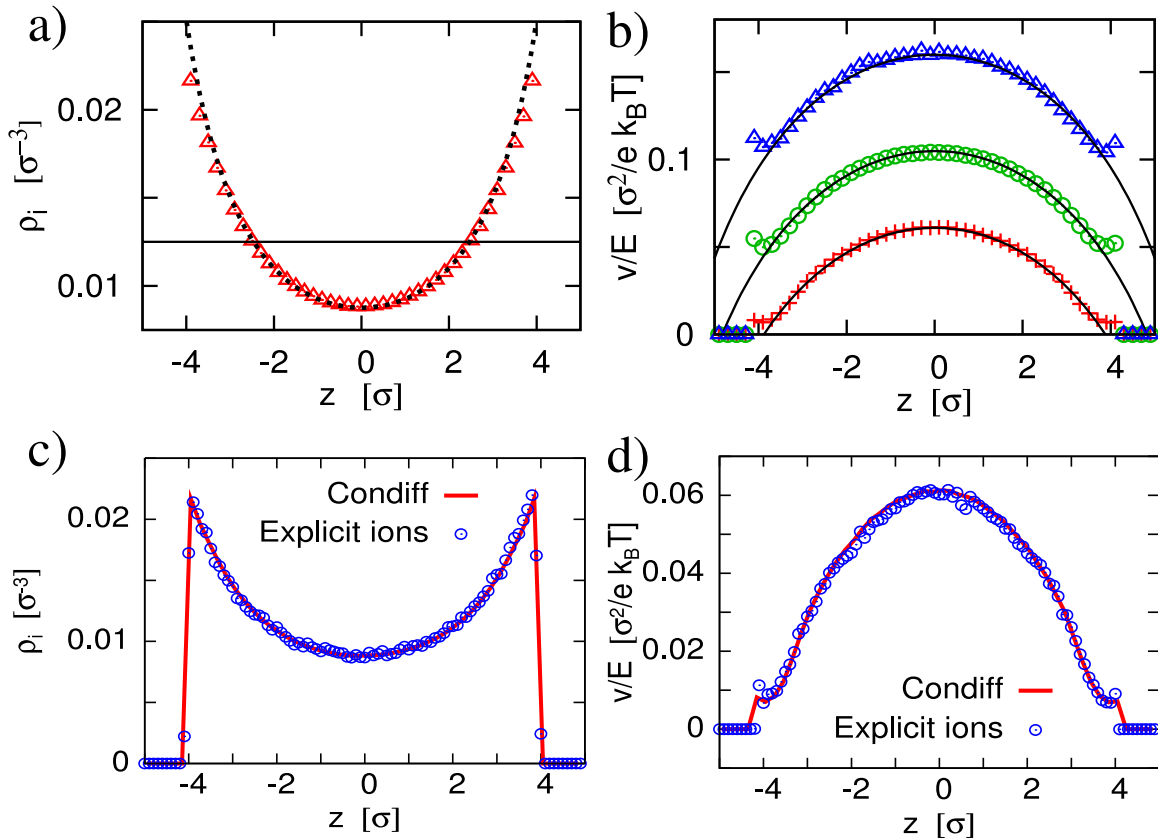 a)
ρi [σ−3]
0.02
0.01
-4 -2 0 2 4
z [σ]
b)
v/E [σ2/e kBT]
0.1
0
-4 -2 0 2 4
z [σ]
c)
ρi [σ-3]
0.02
0.01
0
Condiff
Explicit ions
-4 -2 0 2 4
z [σ]
d)
v/E [σ2/e kBT]
0.06
0.04
0.02
0
Condiff
Explicit ions
-4 -2 0 2 4
z [σ]